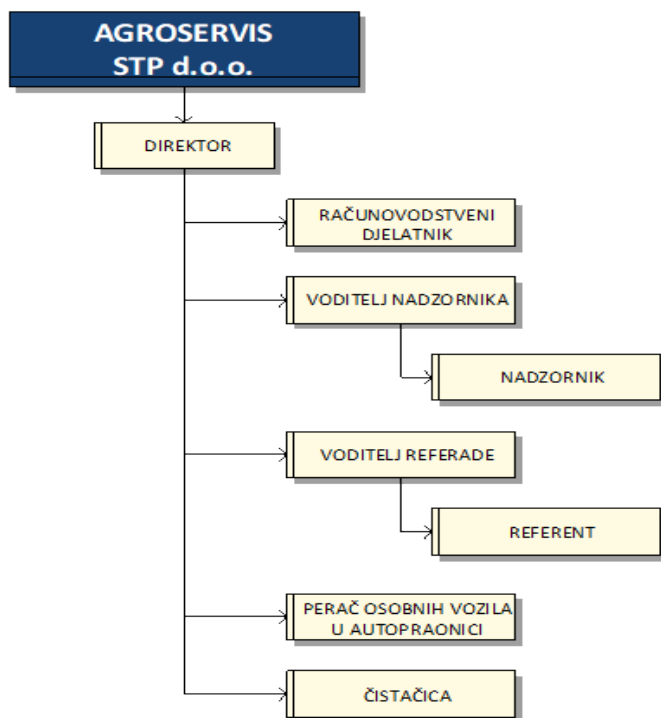 AGROSERVIS
STP d.o.o.
DIREKTOR
RAČUNOVODSTVENI
DJELATNIK
VODITELJ NADZORNIKA
NADZORNIK
VODITELJ REFERADE
REFERENT
PERAČ OSOBNIH VOZILA
U AUTOPRAONICI
ČISTAČICA